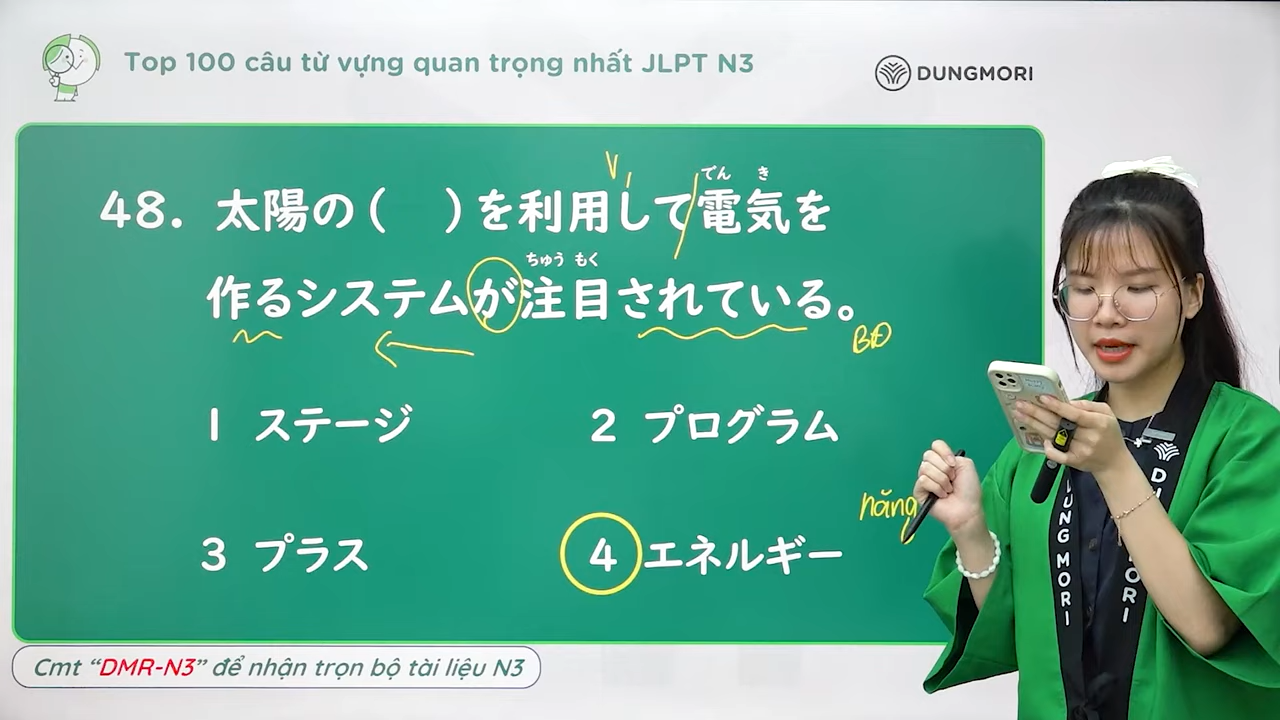 Top 100 câu từ vựng quan trọng nhất JLPT N3
DUNGMORI
でん き
48. 太陽の( )を利用して電気を
ちゅう もく
作るシステムが注目されている。
BĐ
1 ステージ
2 プログラム
năng
3 プラス
4 エネルギー
Cmt “DMR-N3” để nhận trọn bộ tài liệu N3
DUNG MORI